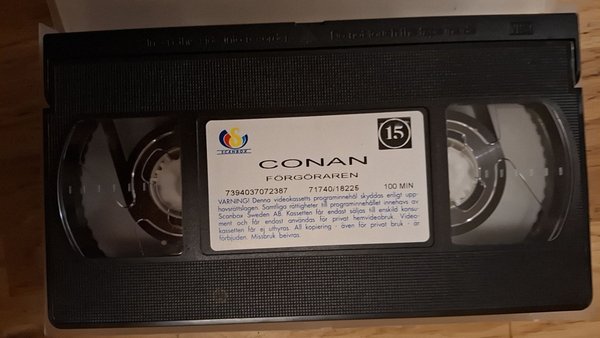 SCANBOX
15
CONAN
FÖRGÖRAREN
7394037072387 71740/18225 100 MIN
VARNING! Denna videokassetts programinnehål skyddas enligt upp-
hovsrattslagen. Samtliga rättigheter till programinnehållet innehavs av
Scanbox Sweden AB. Kassetten får endast säljas till enskild konsu-
ment och får endast användas för privat hemvideobruk. Video-
kassetten får ej uthyras. All kopiering - även för privat bruk - är
förbjuden. Missbruk beivras.